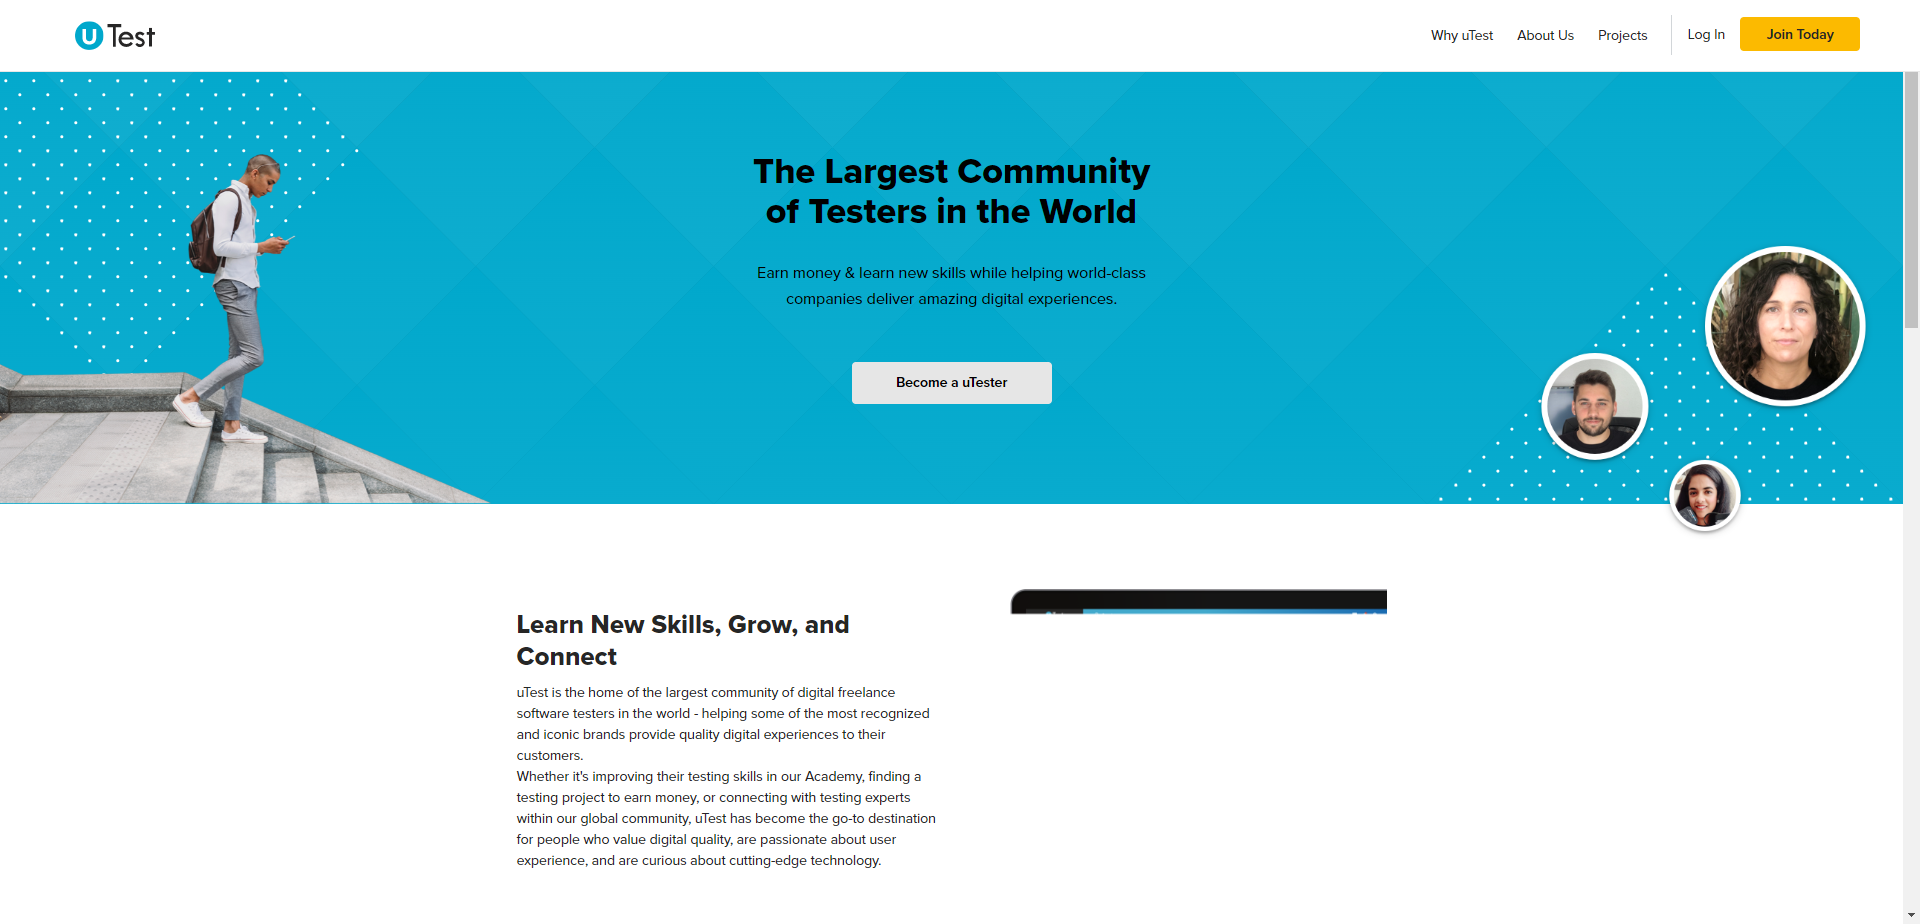 uTest
Why uTest
About Us
Projects
Log In
Join Today
The Largest Community
of Testers in the World
Earn money & learn new skills while helping world-class
companies deliver amazing digital experiences.
Become a uTester
Learn New Skills, Grow, and
Connect
uTest is the home of the largest community of digital freelance
software testers in the world - helping some of the most recognized
and iconic brands provide quality digital experiences to their
customers.
Whether it's improving their testing skills in our Academy, finding a
testing project to earn money, or connecting with testing experts
within our global community, uTest has become the go-to destination
for people who value digital quality, are passionate about user
experience, and are curious about cutting-edge technology.